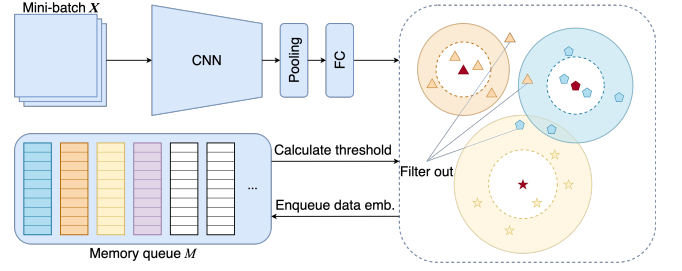 Mini-batch X
CNN
Pooling
FC
Calculate threshold
Filter out
Enqueue data emb.
...
Memory queue M